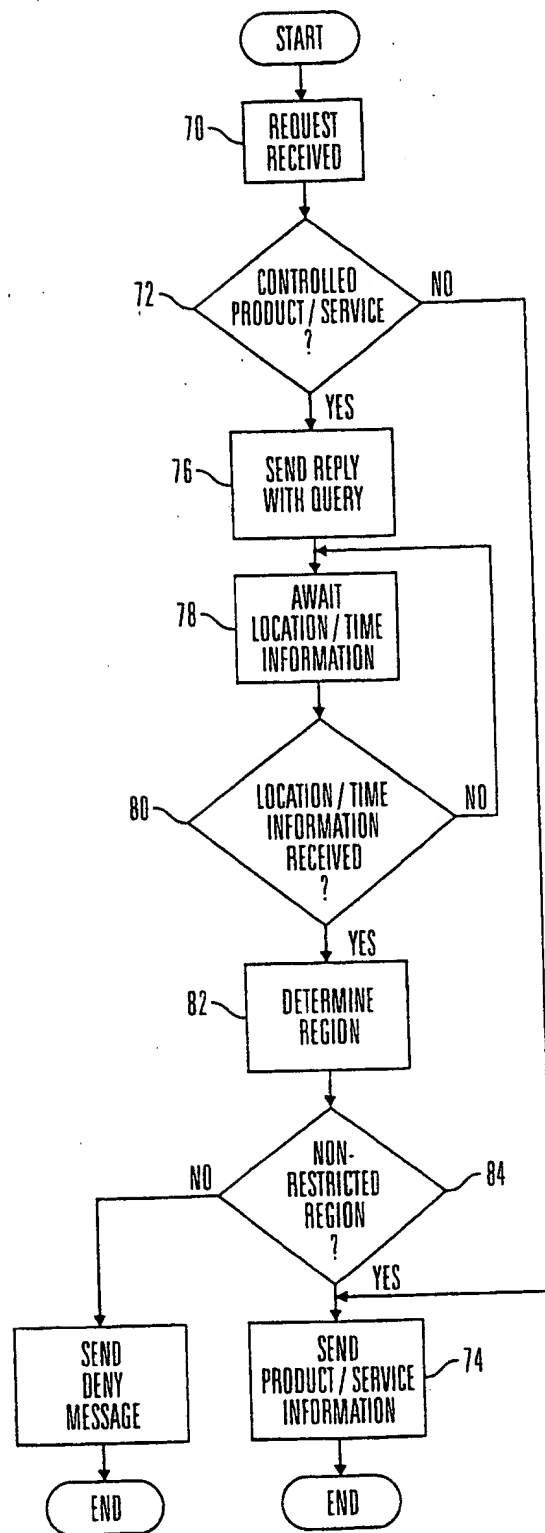 START
70
REQUEST
RECEIVED
72
CONTROLLED
PRODUCT / SERVICE
?
NO
YES
76
SEND REPLY
WITH QUERY
78
AWAIT
LOCATION / TIME
INFORMATION
80
LOCATION / TIME
INFORMATION
RECEIVED
?
NO
YES
82
DETERMINE
REGION
NO
NON-
RESTRICTED
REGION
?
84
YES
SEND
DENY
MESSAGE
SEND
PRODUCT / SERVICE
INFORMATION
74
END
END